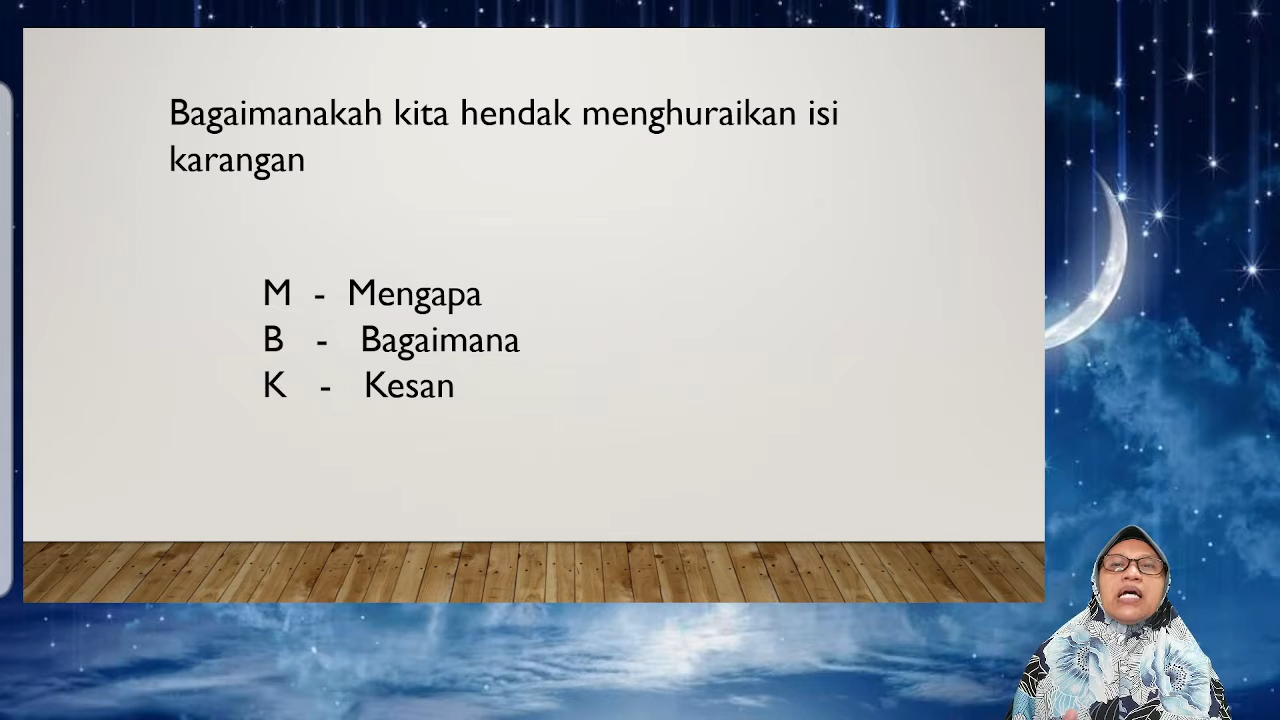 Bagaimanakah kita hendak menghuraikan isi
karangan
M - Mengapa
B - Bagaimana
K - Kesan